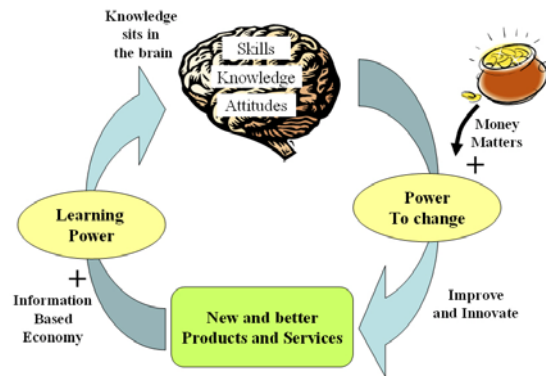 Knowledge
sits in
the brain
Skills
Knowledge
Attitudes
Money
Matters
+
Power
To change
Improve
and Innovate
New and better
Products and Services
+
Information
Based
Economy
Learning
Power